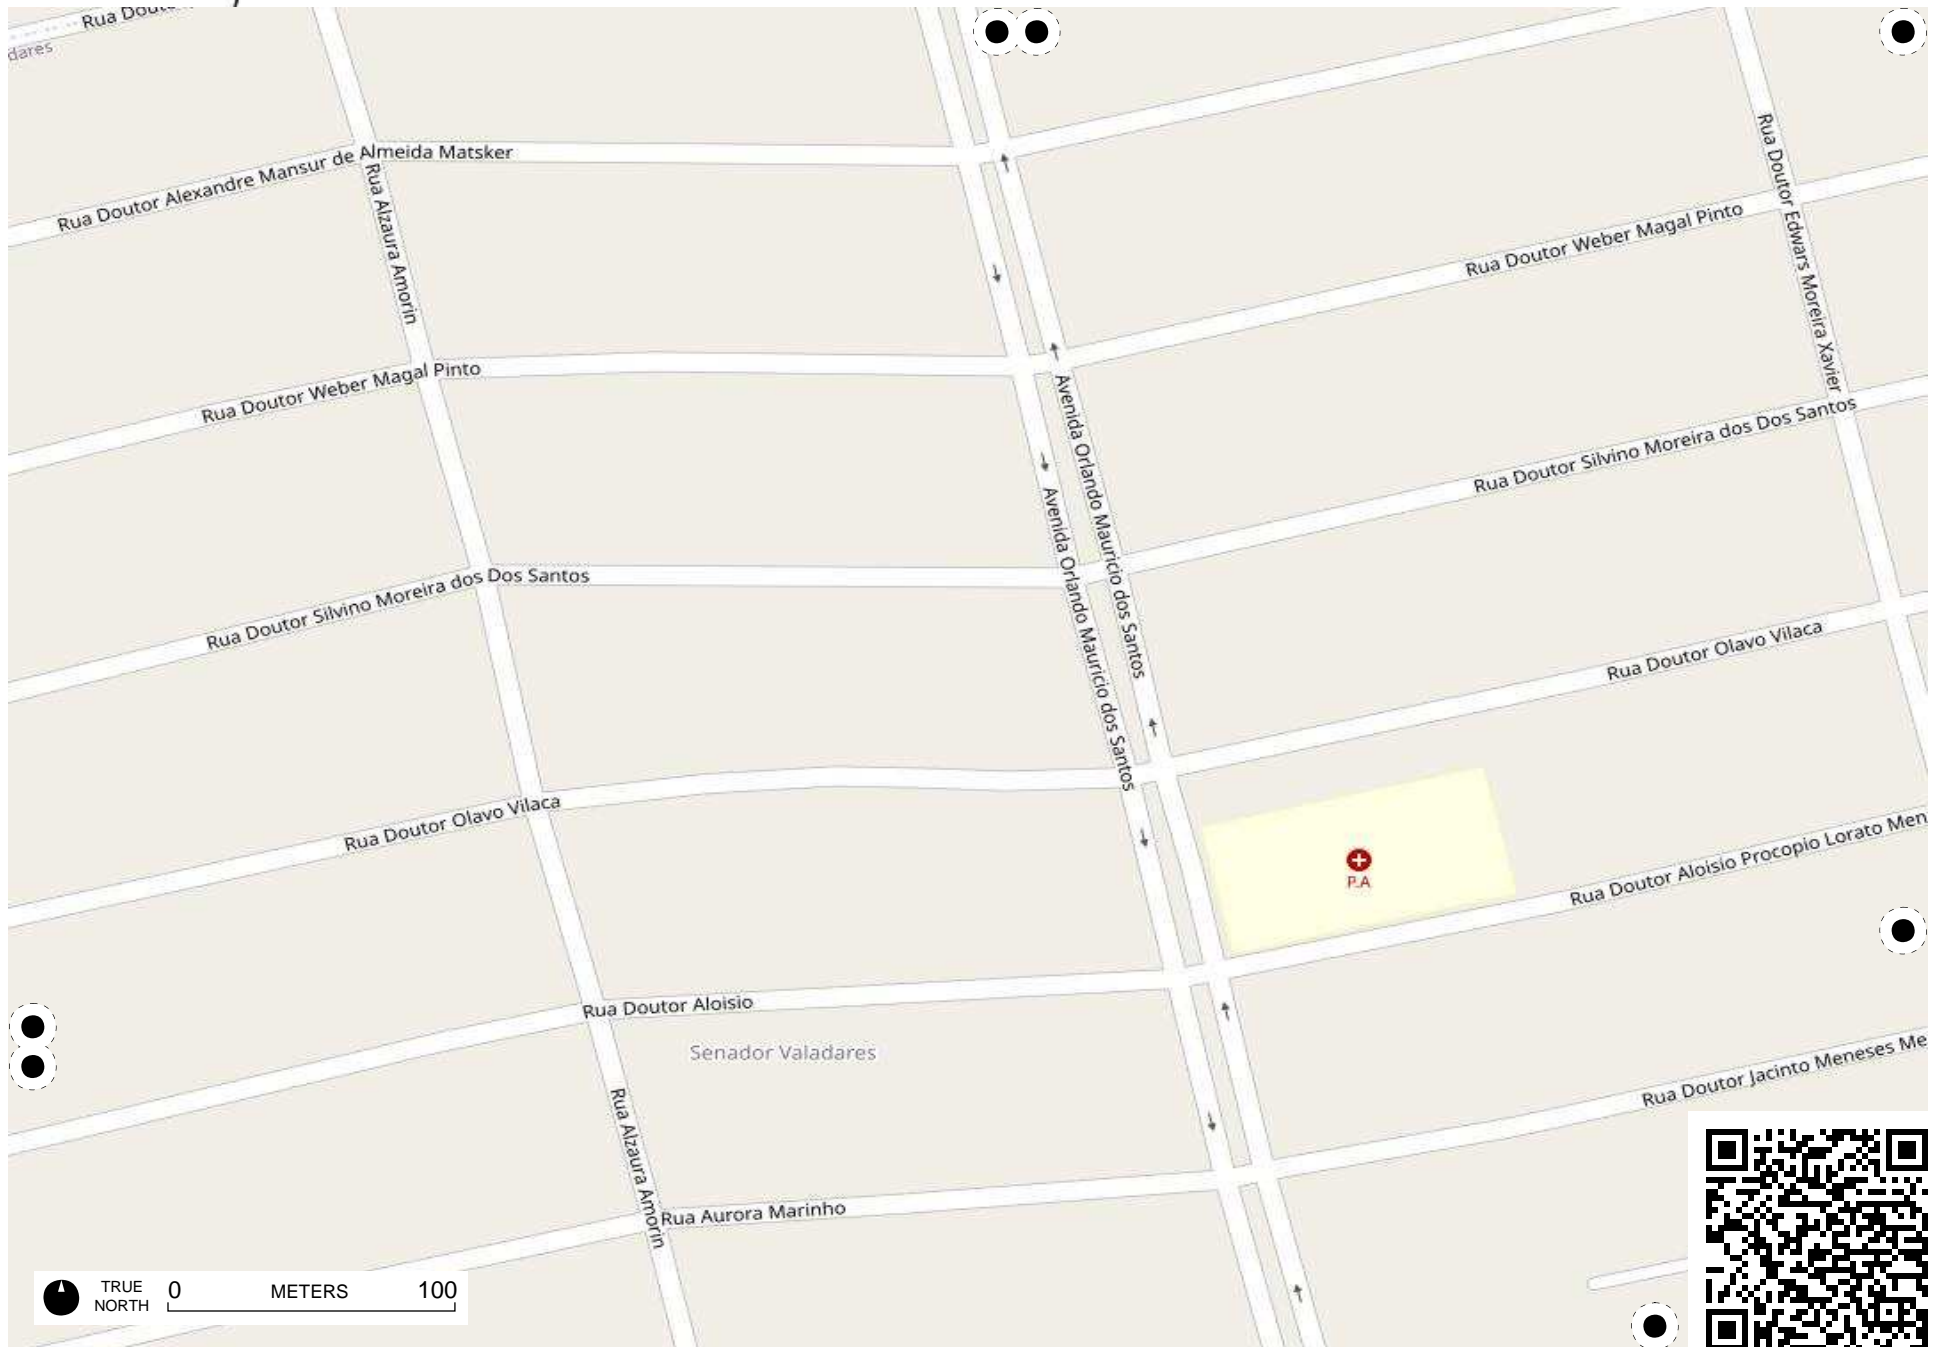 dares
Rua Doutor Alexandre Mansur de Almeida Matsker
Rua Alzaura Amorin
Rua Doutor Edwars Moreira Xavier
Rua Doutor Weber Magal Pinto
Rua Doutor Weber Magal Pinto
Avenida Orlando Mauricio dos Santos
Avenida Orlando Mauricio dos Santos
Rua Doutor Silvino Moreira dos Dos Santos
Rua Doutor Silvino Moreira dos Dos Santos
Rua Doutor Olavo Vilaca
Rua Doutor Olavo Vilaca
P.A
Rua Doutor Aloisio Procopio Lorato Men
Rua Doutor Aloisio
Senador Valadares
Rua Doutor Jacinto Meneses Me
Rua Alzaura Amorin
Rua Aurora Marinho
TRUE NORTH
0 METERS 100